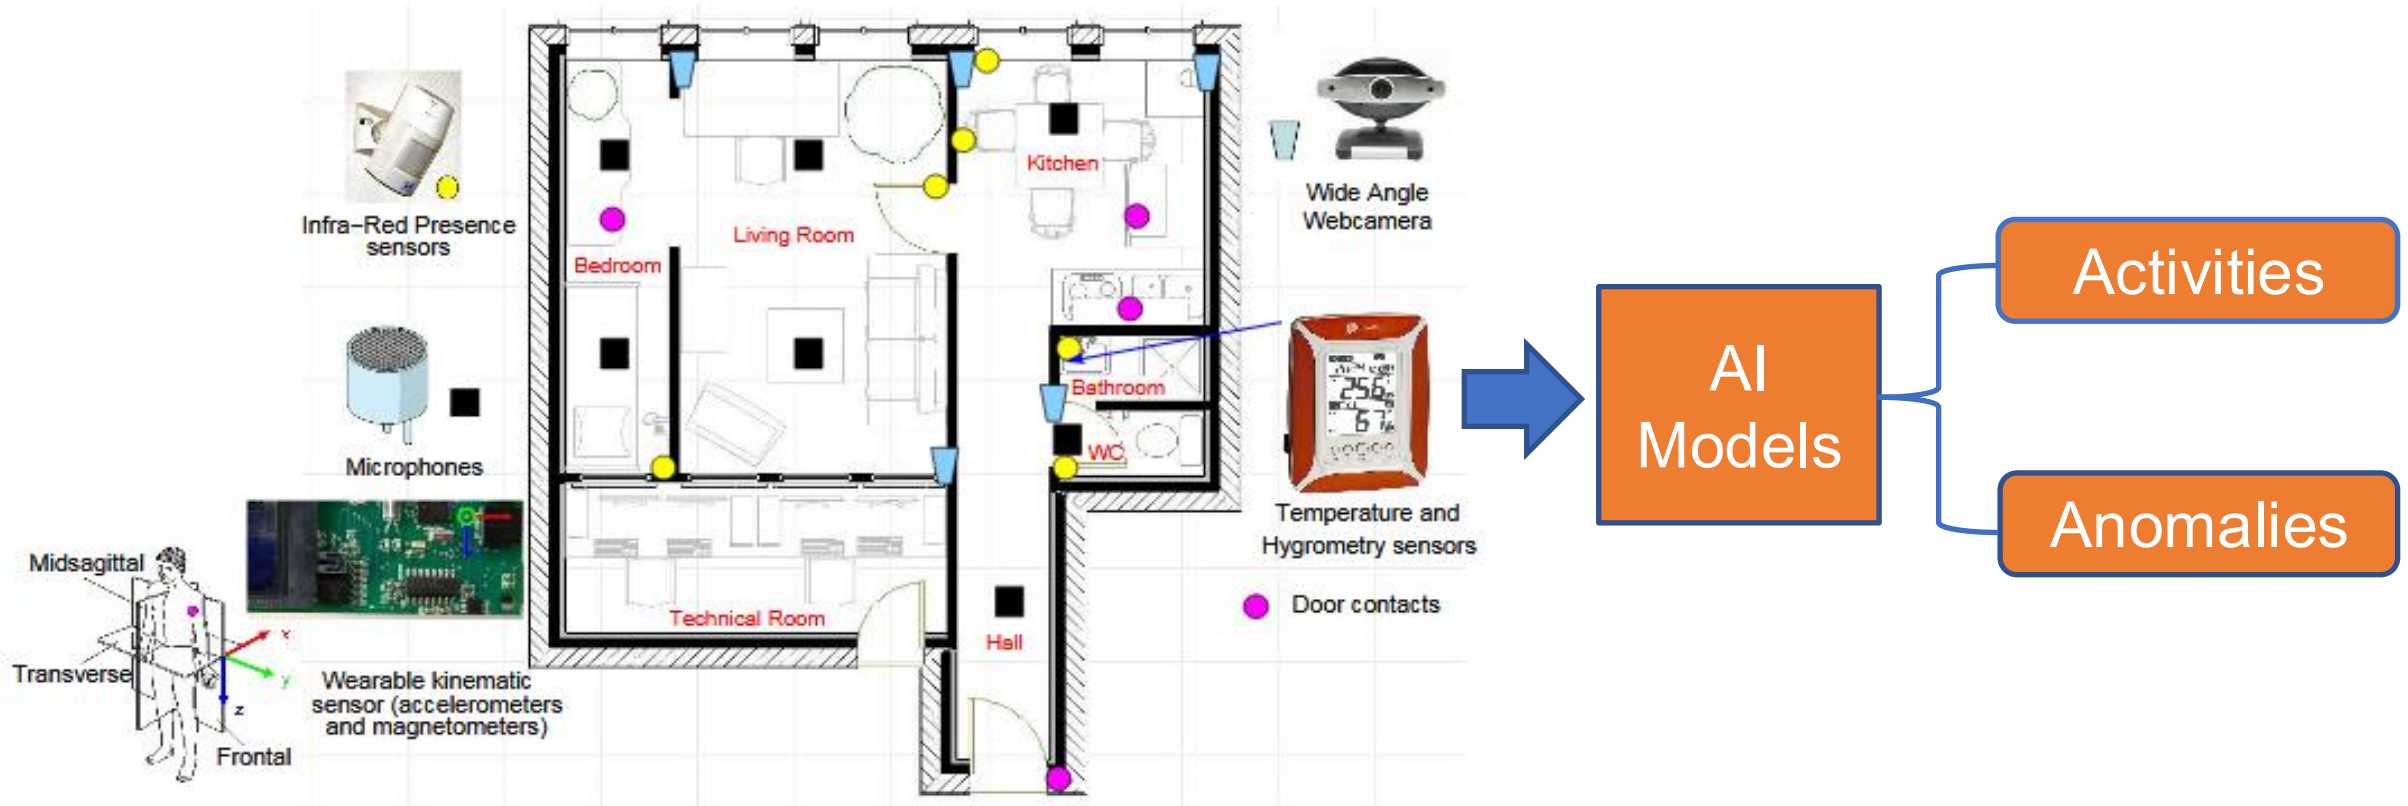 Infra-Red Presence
sensors
Microphones
Midsagittal
Transverse
Frontal
x
y
z
Wearable kinematic
sensor (accelerometers
and magnetometers)
Bedroom
Living Room
Kitchen
Bathroom
WC
Technical Room
Hall
Wide Angle
Webcamera
Temperature and
Hygrometry sensors
Door contacts
AI
Models
Activities
Anomalies